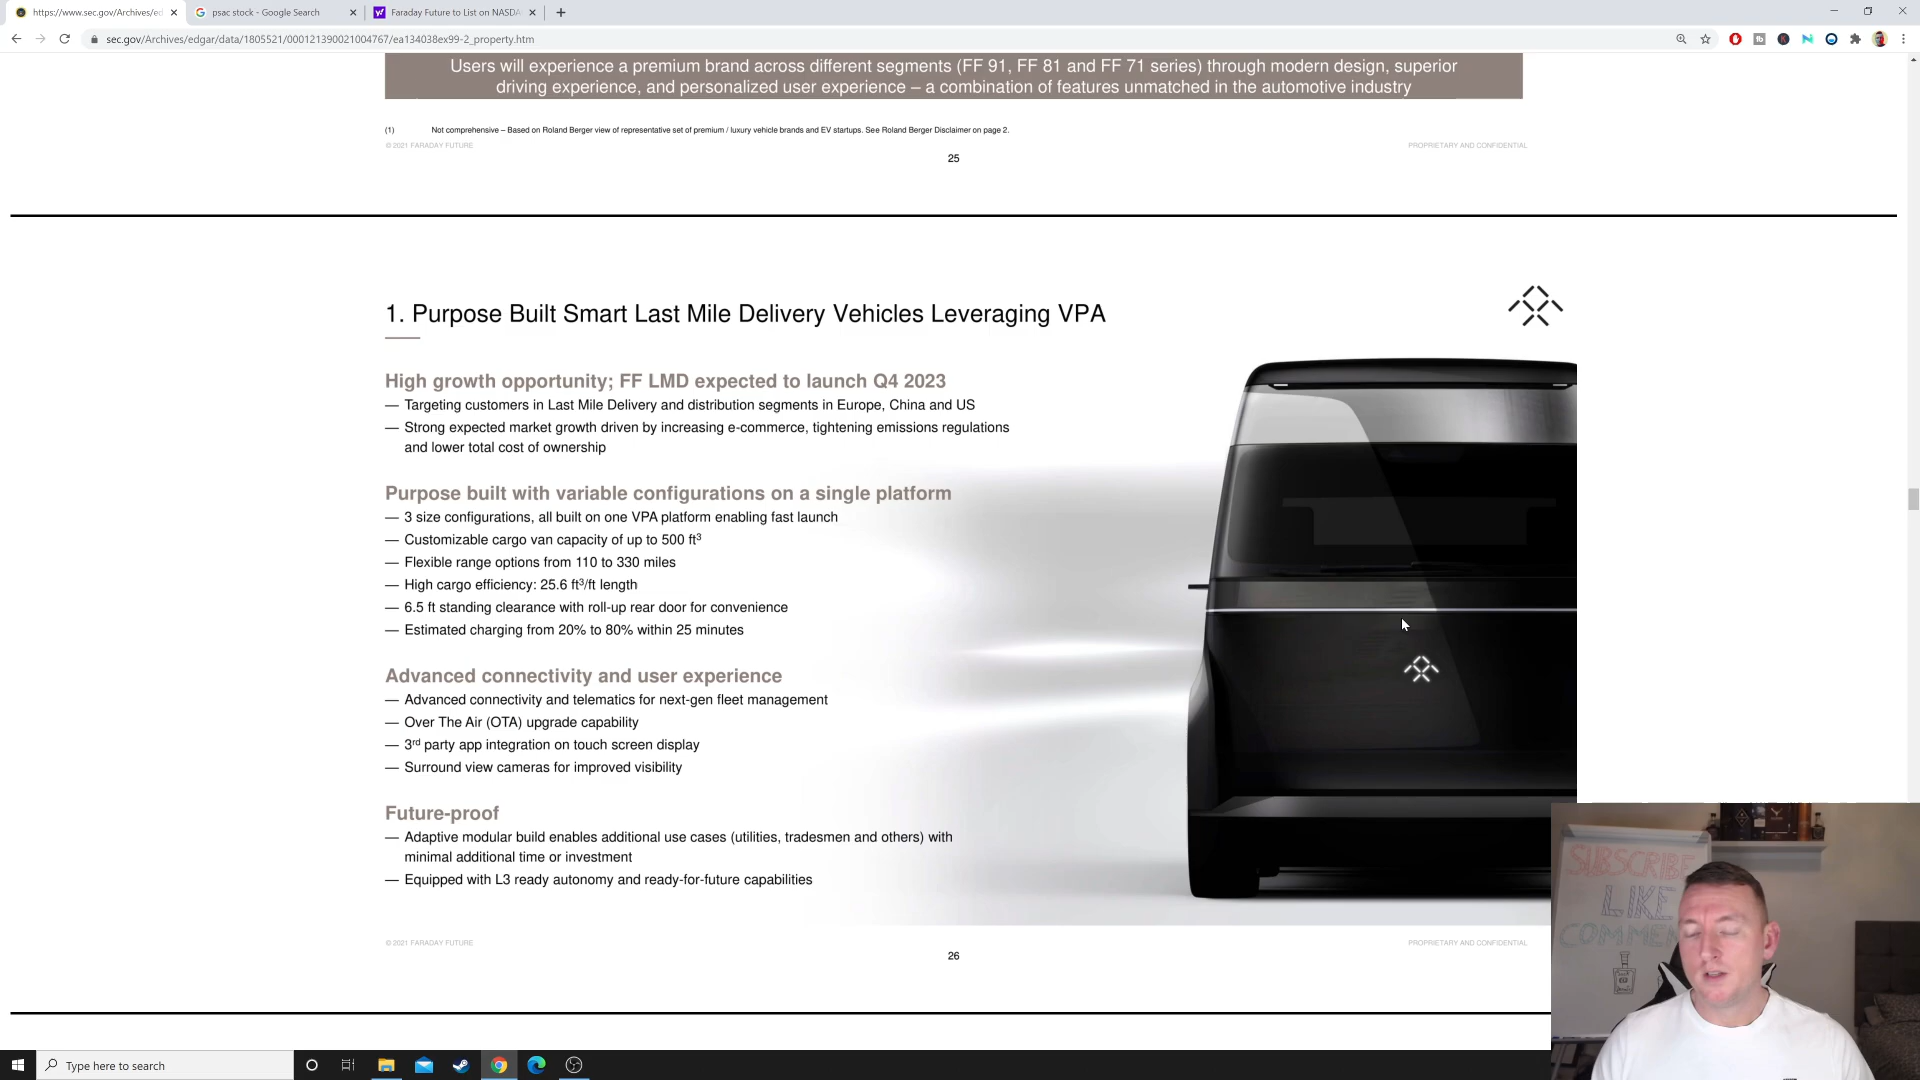 https://www.sec.gov/Archives/ed
psac stock - Google Search
Faraday Future to List on NASDA
sec.gov/Archives/edgar/data/1805521/000121390021004767/ea134038ex99-2_property.htm
Users will experience a premium brand across different segments (FF 91, FF 81 and FF 71 series) through modern design, superior
driving experience, and personalized user experience – a combination of features unmatched in the automotive industry
(1) Not comprehensive – Based on Roland Berger view of representative set of premium / luxury vehicle brands and EV startups. See Roland Berger Disclaimer on page 2.
© 2021 FARADAY FUTURE
PROPRIETARY AND CONFIDENTIAL
25
1. Purpose Built Smart Last Mile Delivery Vehicles Leveraging VPA
High growth opportunity; FF LMD expected to launch Q4 2023
— Targeting customers in Last Mile Delivery and distribution segments in Europe, China and US
— Strong expected market growth driven by increasing e-commerce, tightening emissions regulations
and lower total cost of ownership
Purpose built with variable configurations on a single platform
— 3 size configurations, all built on one VPA platform enabling fast launch
— Customizable cargo van capacity of up to 500 ft³
— Flexible range options from 110 to 330 miles
— High cargo efficiency: 25.6 ft³/ft length
— 6.5 ft standing clearance with roll-up rear door for convenience
— Estimated charging from 20% to 80% within 25 minutes
Advanced connectivity and user experience
— Advanced connectivity and telematics for next-gen fleet management
— Over The Air (OTA) upgrade capability
— 3rd party app integration on touch screen display
— Surround view cameras for improved visibility
Future-proof
— Adaptive modular build enables additional use cases (utilities, tradesmen and others) with
minimal additional time or investment
— Equipped with L3 ready autonomy and ready-for-future capabilities
© 2021 FARADAY FUTURE
PROPRIETARY AND CONFIDENTIAL
26
SUBSCRIBE
LIKE
COMMEN
Type here to search